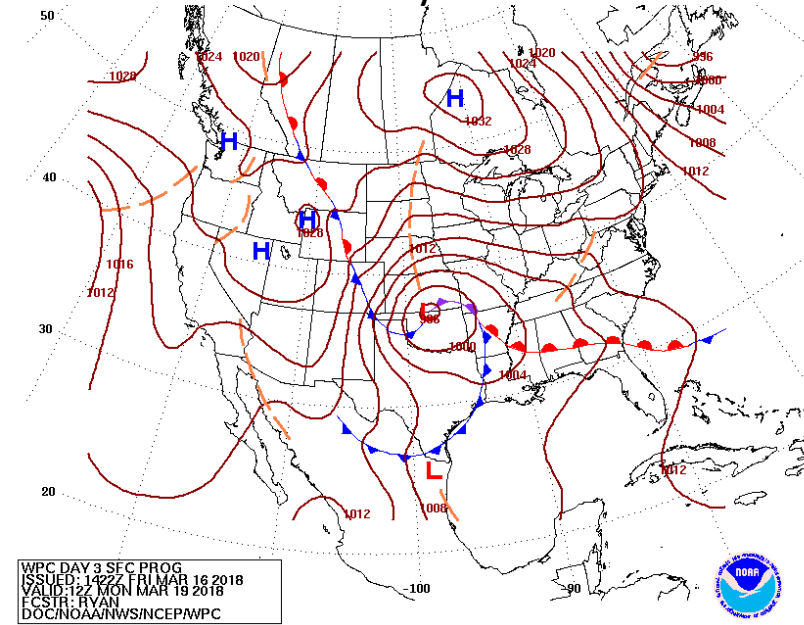 50
40
30
20
-100
-90
1028
1024
1020
H
H
1032
1028
1020
1024
996
1000
1004
1008
1012
H
1028
H
1016
1012
1012
L
996
1000
1004
L
1008
1012
1012
WPC DAY 3 SFC PROG
ISSUED: 1422Z FRI MAR 16 2018
VALID:12Z MON MAR 19 2018
FCSTR: RYAN
DOC/NOAA/NWS/NCEP/WPC
NOAA